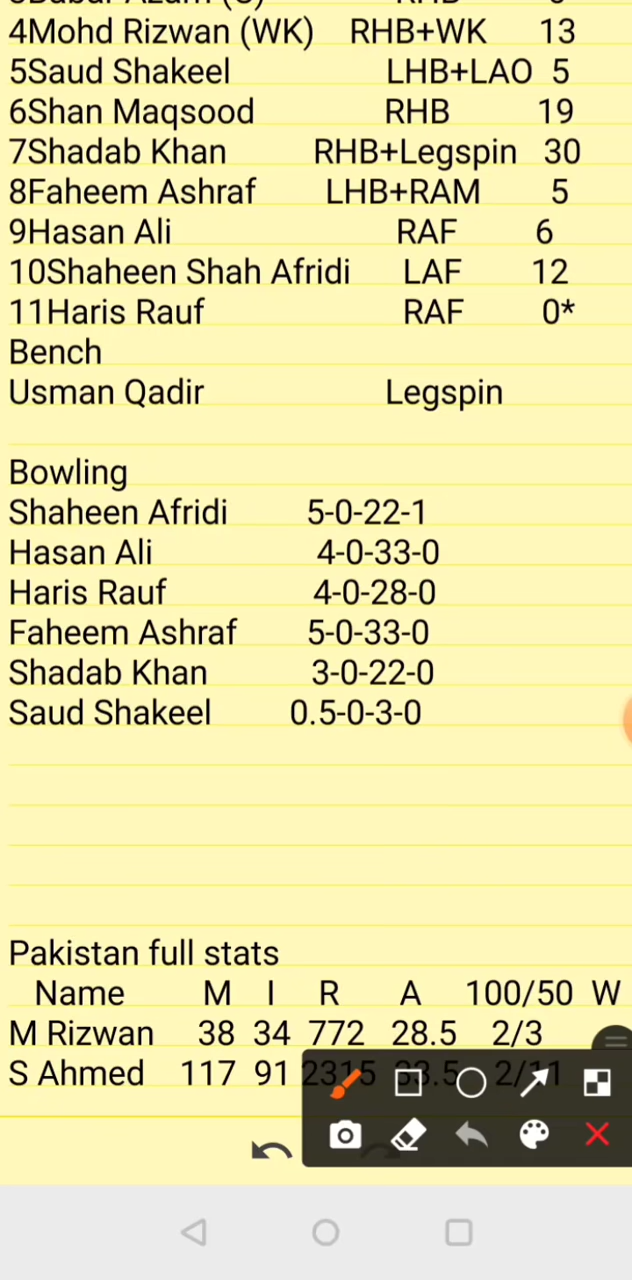 4Mohd Rizwan (WK) RHB+WK 13
5Saud Shakeel LHB+LAO 5
6Shan Maqsood RHB 19
7Shadab Khan RHB+Legspin 30
8Faheem Ashraf LHB+RAM 5
9Hasan Ali RAF 6
10Shaheen Shah Afridi LAF 12
11Haris Rauf RAF 0*
Bench
Usman Qadir Legspin
Bowling
Shaheen Afridi 5-0-22-1
Hasan Ali 4-0-33-0
Haris Rauf 4-0-28-0
Faheem Ashraf 5-0-33-0
Shadab Khan 3-0-22-0
Saud Shakeel 0.5-0-3-0
Pakistan full stats
Name M I R A 100/50 W
M Rizwan 38 34 772 28.5 2/3
S Ahmed 117 91 2315 33.5 2/11